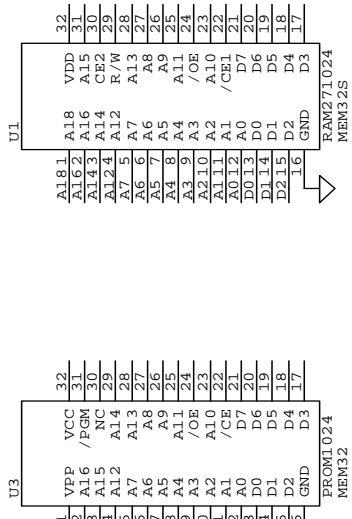 U3
VPP VCC 32
A16 /PGM 31
A15 NC 30
A12 A14 29
A7 A13 28
A6 A8 27
A5 A9 26
A4 A11 25
A3 /OE 24
A2 A10 23
A1 /CE 22
A0 D7 21
D0 D6 20
D1 D5 19
D2 D4 18
GND D3 17
PROM1024
MEM32
U1
A18 1 A18 VDD 32
A16 2 A16 A15 31
A14 3 A14 CE2 30
A12 4 A12 R/W 29
A7 5 A7 A13 28
A6 6 A6 A8 27
A5 7 A5 A9 26
A4 8 A4 A11 25
A3 9 A3 /OE 24
A2 10 A2 A10 23
A1 11 A1 /CE1 22
A0 12 A0 D7 21
D0 13 D0 D6 20
D1 14 D1 D5 19
D2 15 D2 D4 18
16 GND D3 17
RAM271024
MEM32S